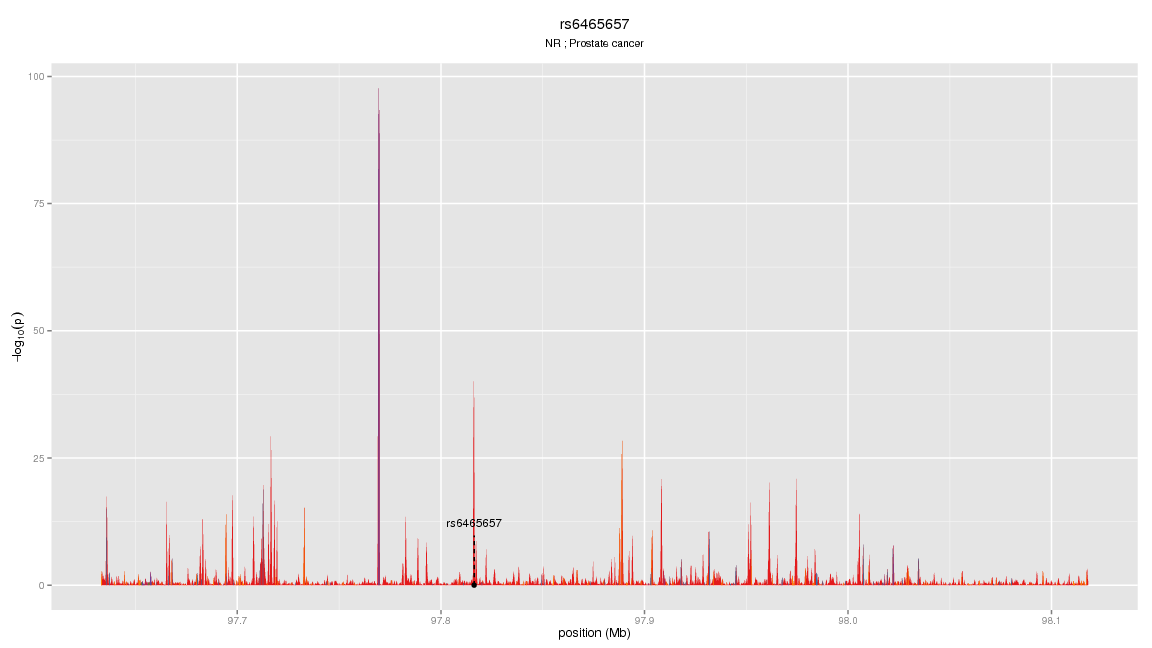 rs6465657
NR ; Prostate cancer
100
75
50
25
0
−log10(p)
rs6465657
97.7
97.8
97.9
98.0
98.1
position (Mb)